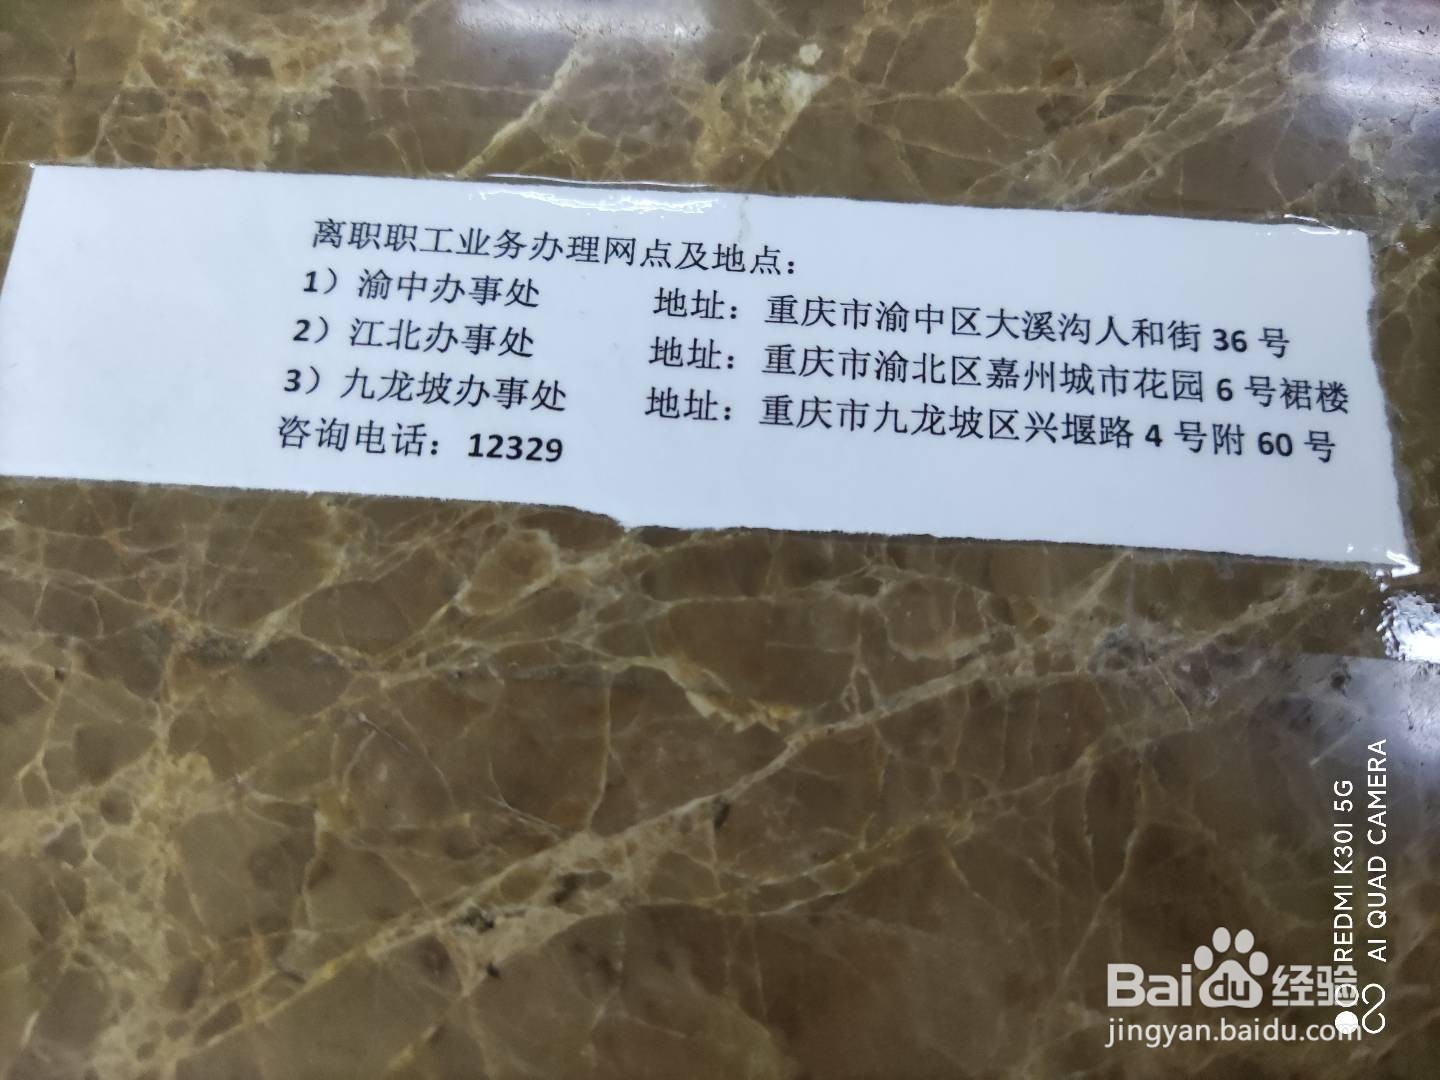 离职职工业务办理网点及地点：
1）渝中办事处 地址：重庆市渝中区大溪沟人和街 36 号
2）江北办事处 地址：重庆市渝北区嘉州城市花园 6 号裙楼
3）九龙坡办事处 地址：重庆市九龙坡区兴堰路 4 号附 60 号
咨询电话：12329
REDMI K30I 5G
AI QUAD CAMERA
Bai du 经验
jingyan.baidu.com